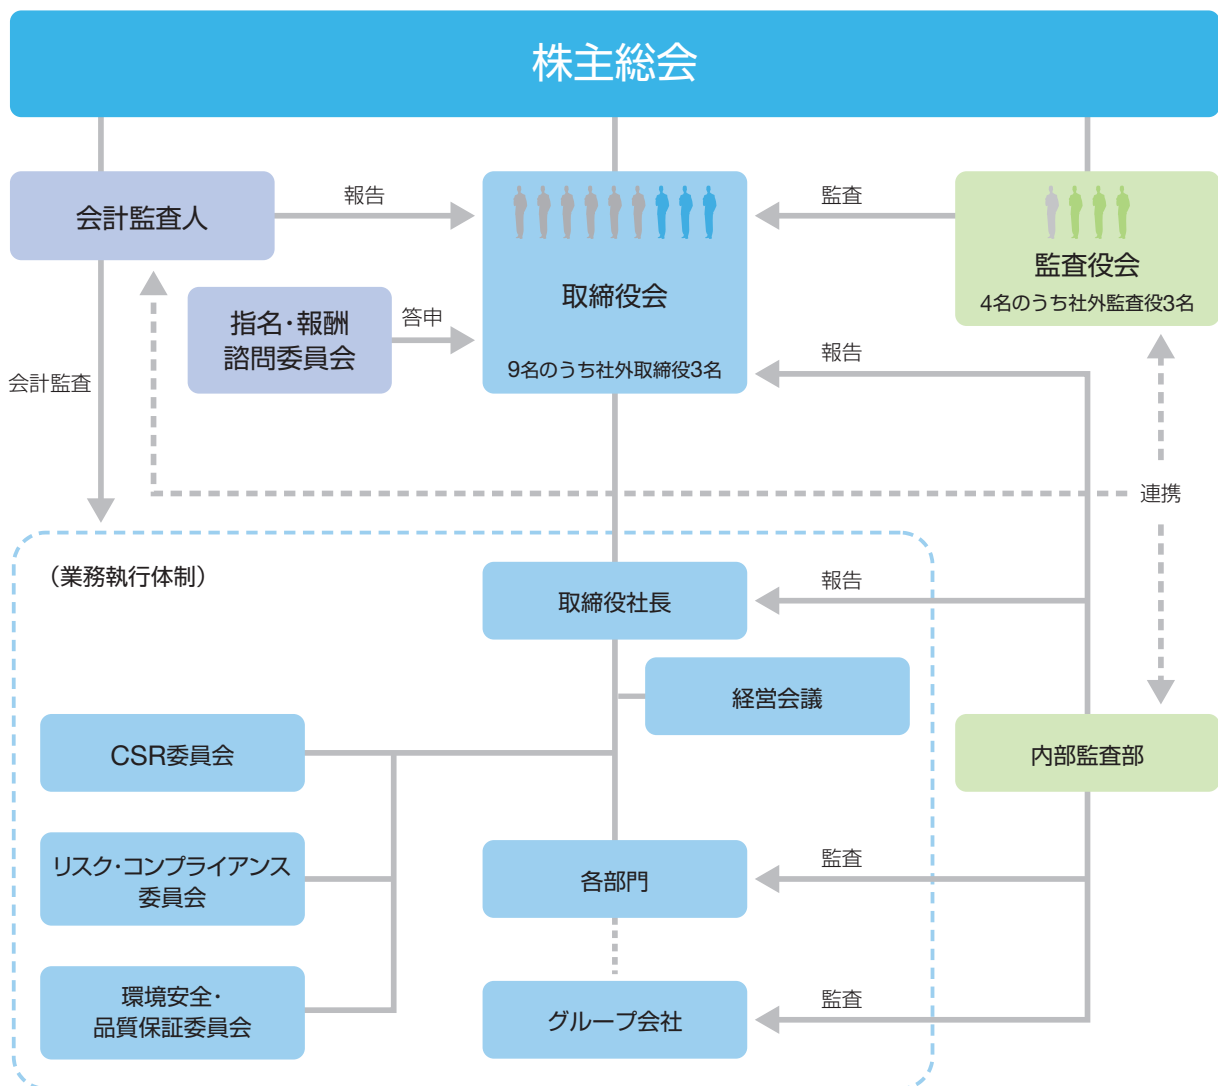 株主総会
会計監査人
報告
取締役会
9名のうち社外取締役3名
監査
監査役会
4名のうち社外監査役3名
指名・報酬
諮問委員会
答申
報告
会計監査
連携
（業務執行体制）
取締役社長
報告
経営会議
CSR委員会
内部監査部
リスク・コンプライアンス
委員会
各部門
監査
環境安全・
品質保証委員会
グループ会社
監査